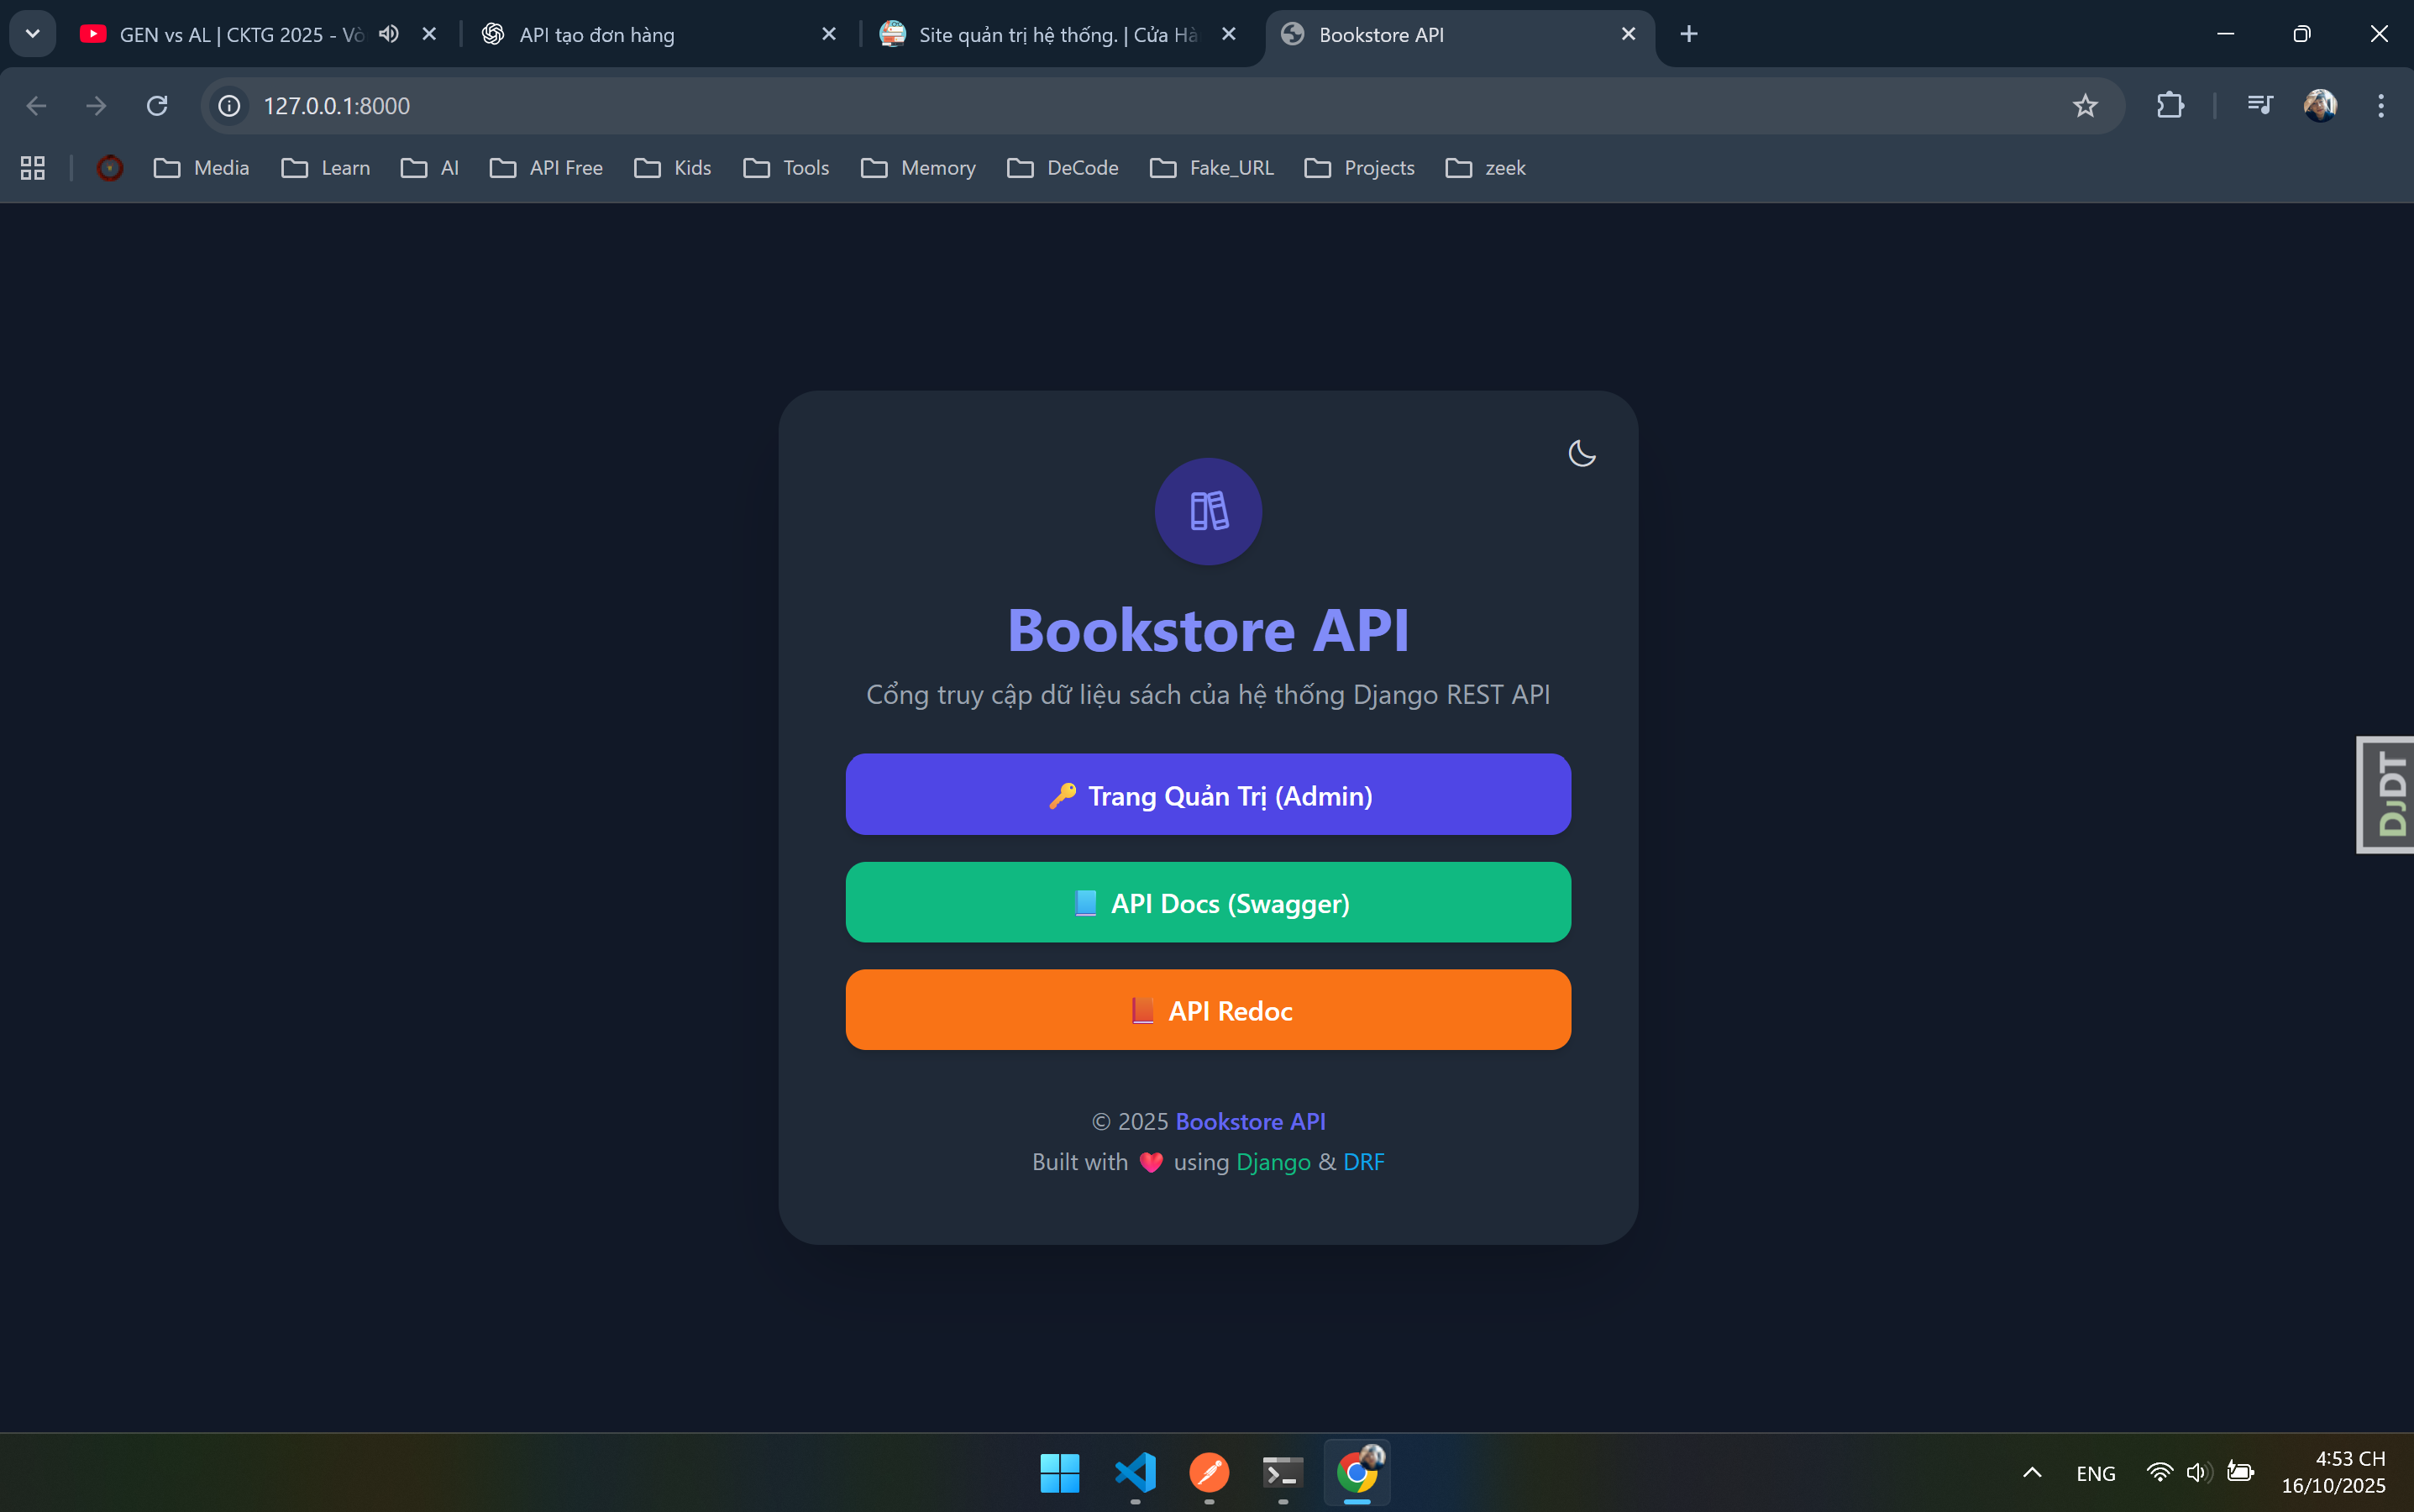 GEN vs AL | CKTG 2025 - Vò
API tạo đơn hàng
Site quản trị hệ thống. | Cửa Hà
Bookstore API
127.0.0.1:8000
Media
Learn
AI
API Free
Kids
Tools
Memory
DeCode
Fake_URL
Projects
zeek
Bookstore API
Cổng truy cập dữ liệu sách của hệ thống Django REST API
🔑 Trang Quản Trị (Admin)
📘 API Docs (Swagger)
📕 API Redoc
© 2025 Bookstore API
Built with ❤️ using Django & DRF
DJDT
ENG
4:53 CH
16/10/2025